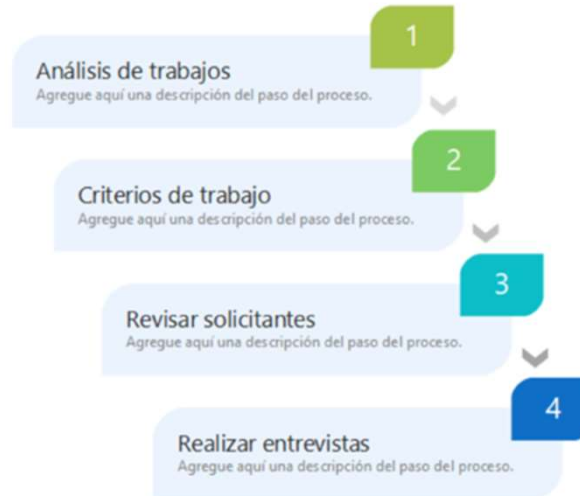 1
Análisis de trabajos
Agregue aquí una descripción del paso del proceso.
2
Criterios de trabajo
Agregue aquí una descripción del paso del proceso.
3
Revisar solicitantes
Agregue aquí una descripción del paso del proceso.
4
Realizar entrevistas
Agregue aquí una descripción del paso del proceso.